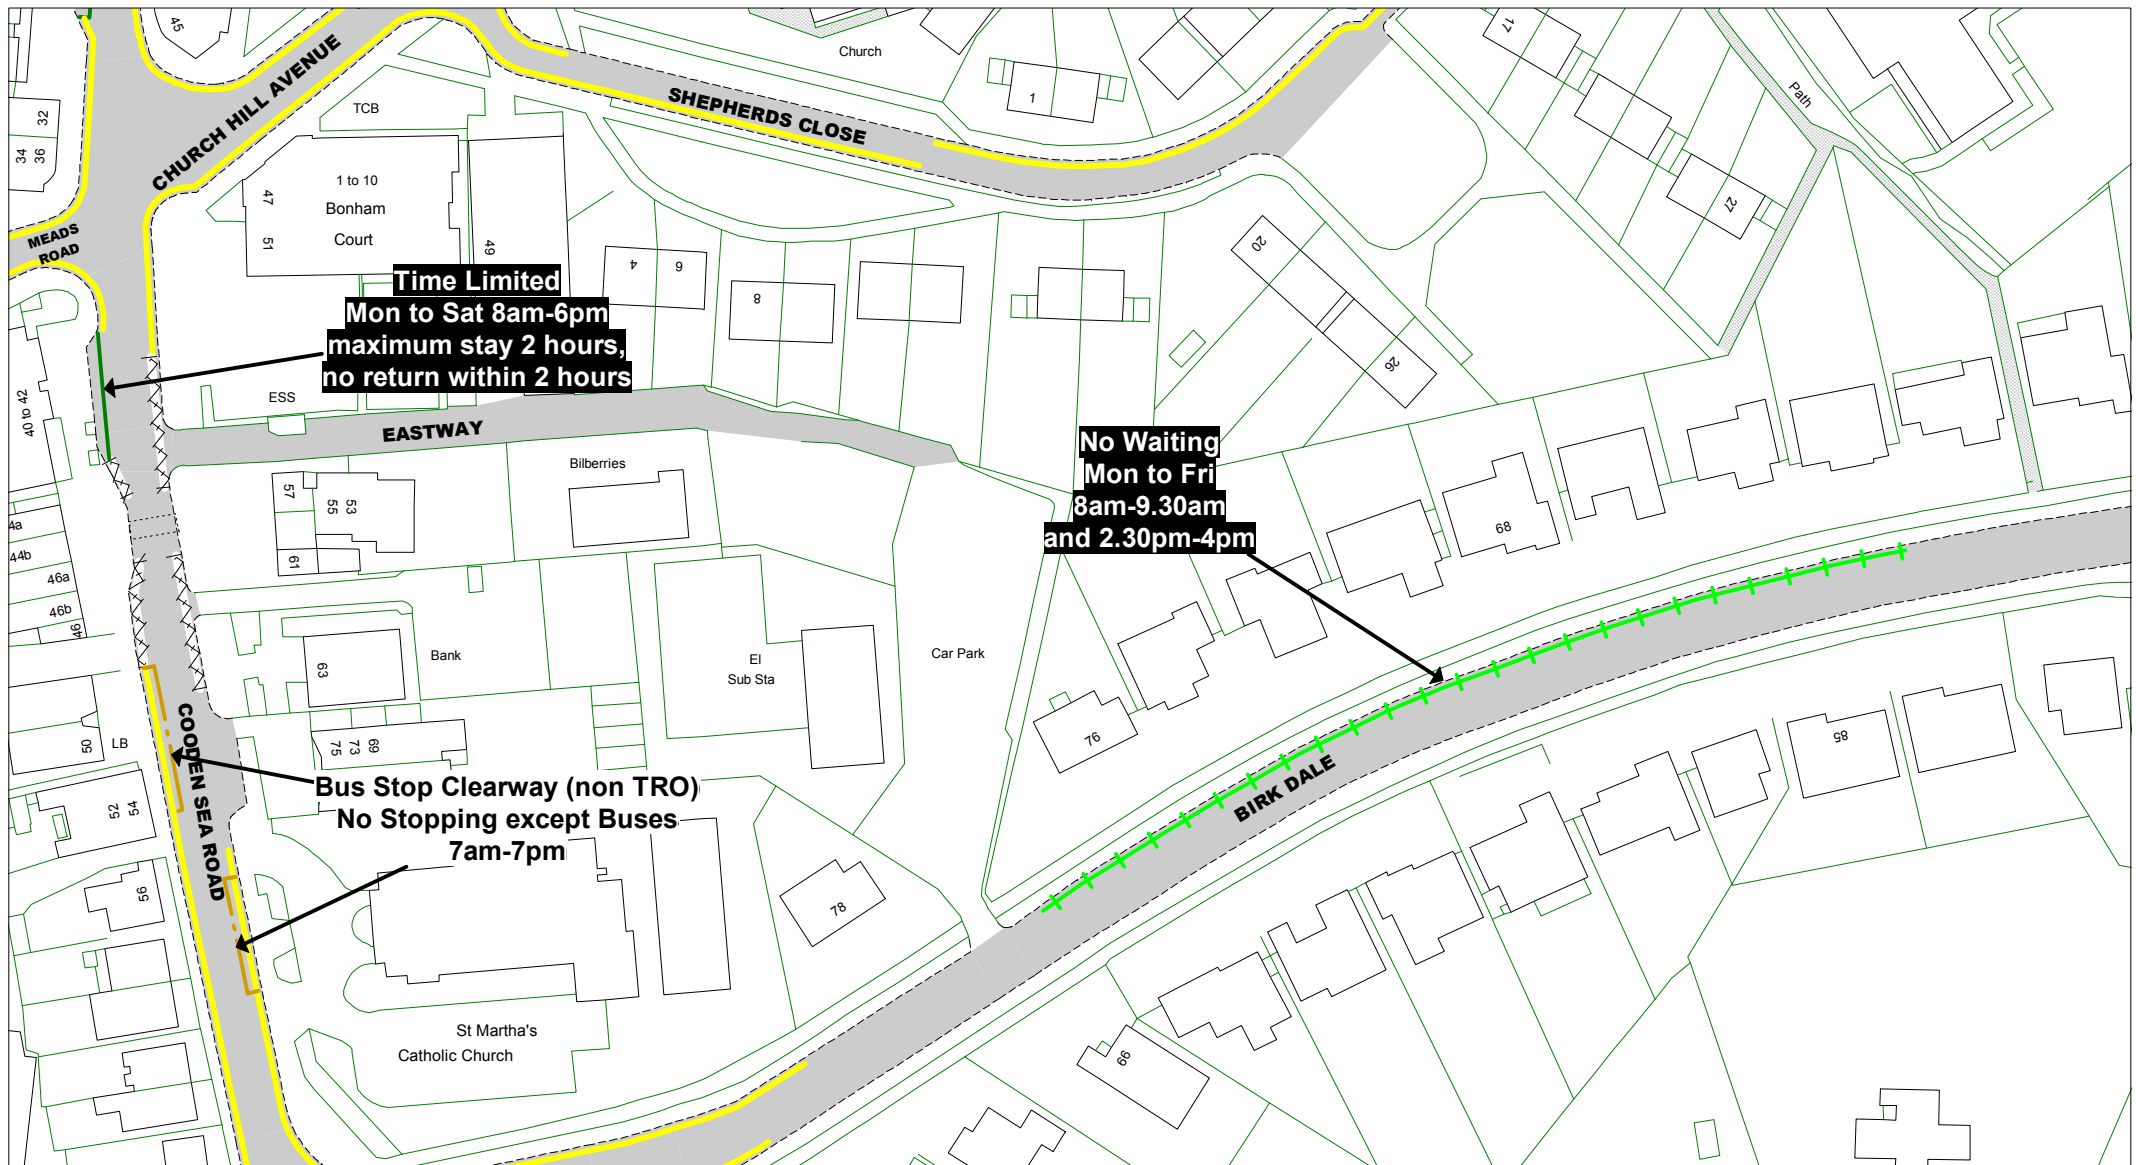 45
CHURCH HILL AVENUE
Church
17
Path
1
SHEPHERDS CLOSE
TCB
32
34
36
1 to 10
Bonham
Court
47
51
49
27
MEADS
ROAD
20
4
6
8
26
Time Limited
Mon to Sat 8am-6pm
maximum stay 2 hours,
no return within 2 hours
ESS
40 to 42
EASTWAY
Bilberries
57
55
53
61
No Waiting
Mon to Fri
8am-9.30am
and 2.30pm-4pm
68
4a
44b
46a
46b
46
63
Bank
El
Sub Sta
Car Park
76
85
50
LB
75
73
69
COODEN SEA ROAD
BIRK DALE
Bus Stop Clearway (non TRO)
No Stopping except Buses
7am-7pm
52
54
56
78
St Martha's
Catholic Church
66